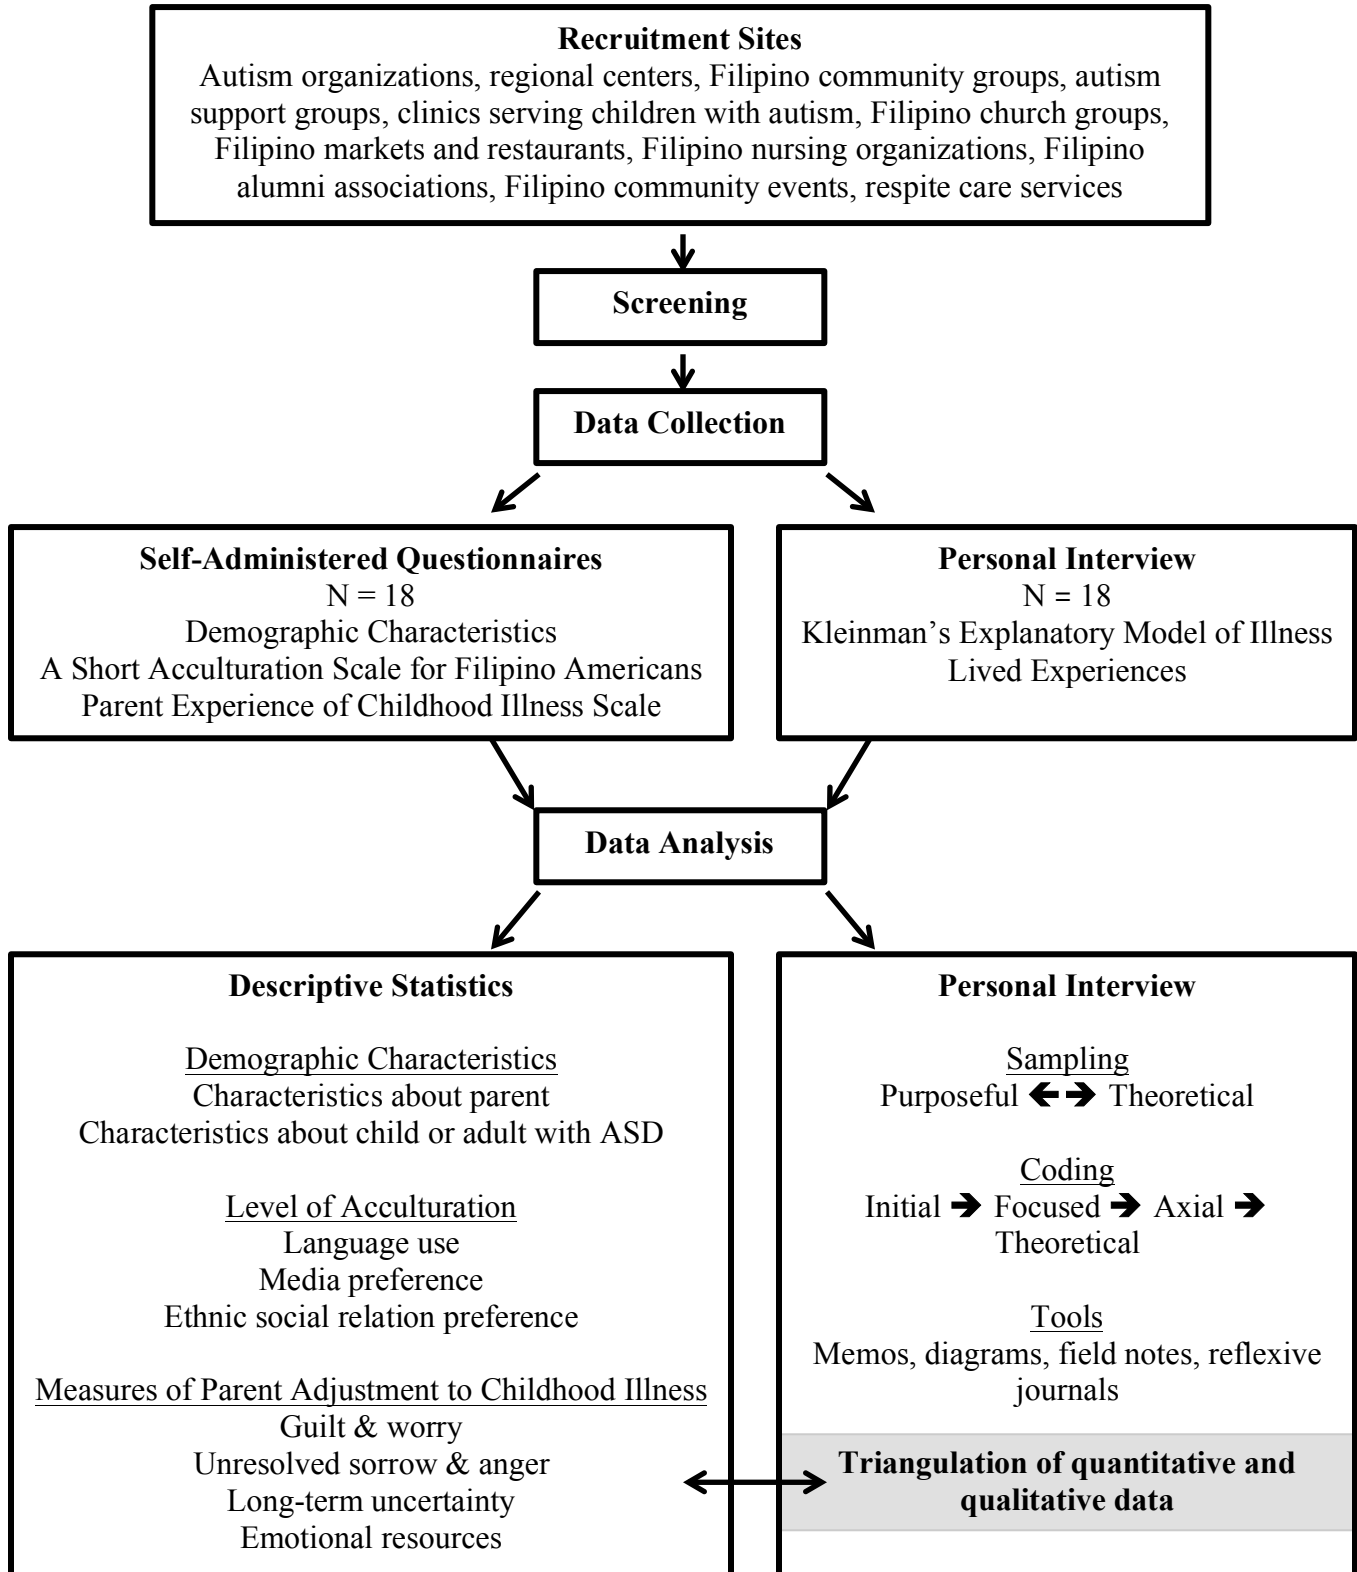 Recruitment Sites
Autism organizations, regional centers, Filipino community groups, autism
support groups, clinics serving children with autism, Filipino church groups,
Filipino markets and restaurants, Filipino nursing organizations, Filipino
alumni associations, Filipino community events, respite care services
Screening
Data Collection
Self-Administered Questionnaires
N = 18
Demographic Characteristics
A Short Acculturation Scale for Filipino Americans
Parent Experience of Childhood Illness Scale
Personal Interview
N = 18
Kleinman’s Explanatory Model of Illness
Lived Experiences
Data Analysis
Descriptive Statistics
Demographic Characteristics
Characteristics about parent
Characteristics about child or adult with ASD
Level of Acculturation
Language use
Media preference
Ethnic social relation preference
Measures of Parent Adjustment to Childhood Illness
Guilt & worry
Unresolved sorrow & anger
Long-term uncertainty
Emotional resources
Personal Interview
Sampling
Purposeful 🡸 🡺 Theoretical
Coding
Initial 🡺 Focused 🡺 Axial 🡺
Theoretical
Tools
Memos, diagrams, field notes, reflexive
journals
Triangulation of quantitative and
qualitative data